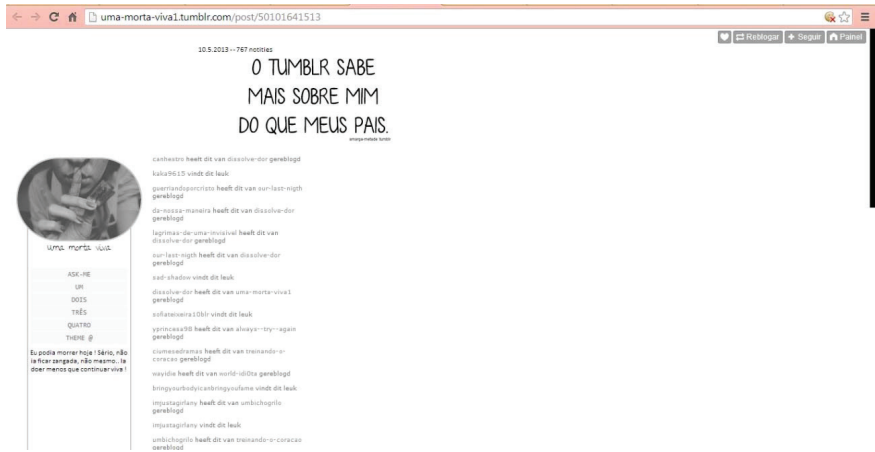 uma-morta-viva1.tumblr.com/post/50101641513
Reblogar
Seguir
Painel
10.5.2013 -- 767 notities
O TUMBLR SABE
MAIS SOBRE MIM
DO QUE MEUS PAIS.
uma morta viva
ASK-ME
UM
DOIS
TRÊS
QUATRO
THEME @
Eu podia morrer hoje ! Sério, não
ia ficar zangada, não mesmo.. Ia
doer menos que continuar viva !
canhestro heeft dit van dissolve-dor gereblogd
kaka9615 vindt dit leuk
guerriandoporcristo heeft dit van our-last-nigth
gereblogd
da-nossa-maneira heeft dit van dissolve-dor
gereblogd
lagrimas-de-uma-invisivel heeft dit van
dissolve-dor gereblogd
our-last-nigth heeft dit van dissolve-dor
gereblogd
sad-shadow vindt dit leuk
dissolve-dor heeft dit van uma-morta-viva1
gereblogd
sofiateixeira10blr vindt dit leuk
yprincesa98 heeft dit van always--try--again
gereblogd
ciumesedramas heeft dit van treinando-o-
coracao gereblogd
wayidie heeft dit van world-idi0ta gereblogd
bringyourbodyicanbringyoufame vindt dit leuk
impustagirlany heeft dit van umbichogrilo
gereblogd
impustagirlany vindt dit leuk
umbichogrilo heeft dit van treinando-o-coracao
gereblogd